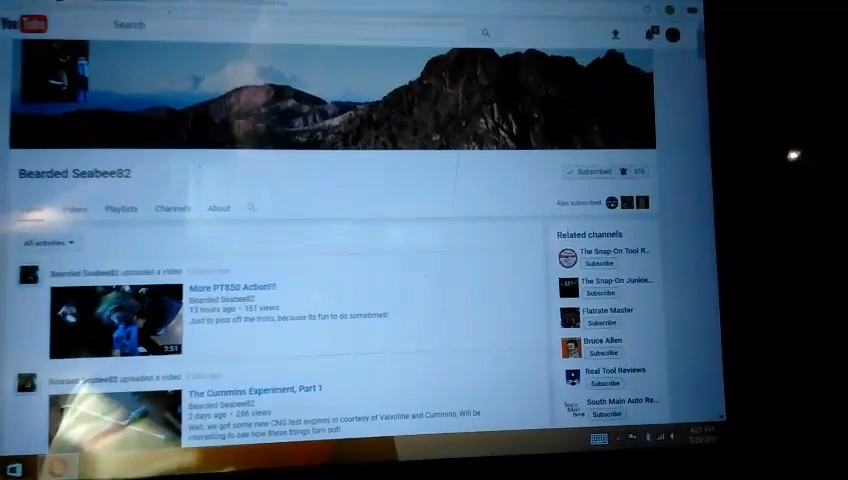 YouTube
Search
Bearded Seabee82
Subscribed 376
Home Videos Playlists Channels About
Also subscribed
All activities
Related channels
Bearded Seabee82 uploaded a video
More PT850 Action!!!
Bearded Seabee82
13 hours ago • 161 views
Just to piss off the trolls, because its fun to do sometimes!
3:51
Bearded Seabee82 uploaded a video
The Cummins Experiment, Part 1
Bearded Seabee82
2 days ago • 266 views
Well, we got some new CNG test engines in courtesy of Valvoline and Cummins, Will be
interesting to see how these things turn out!
The Snap-On Tool R...
Subscribe
The Snap-On Junkie...
Subscribe
Flatrate Master
Subscribe
Bruce Allen
Subscribe
Real Tool Reviews
Subscribe
South Main Auto Re...
Subscribe